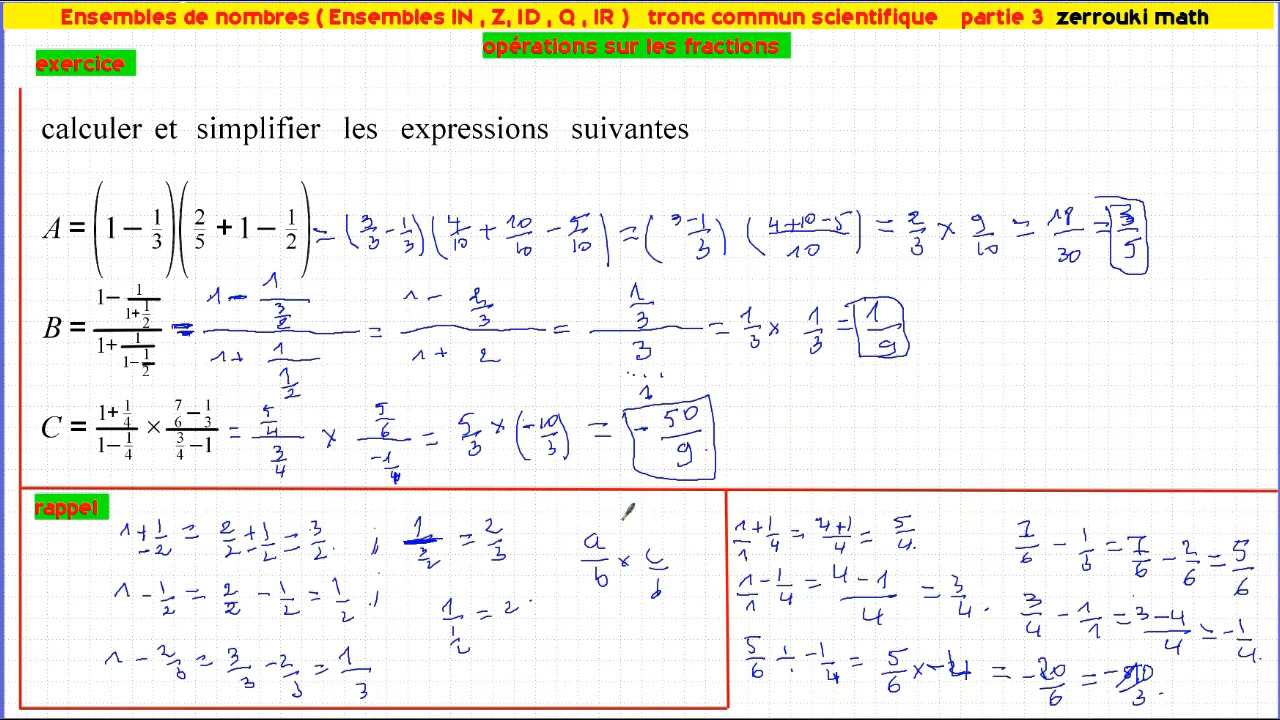 Ensembles de nombres ( Ensembles IN , Z, ID , Q , IR ) tronc commun scientifique partie 3 zerrouki math
opérations sur les fractions
exercice
calculer et simplifier les expressions suivantes
A = (1 - 1/3)(2/5 + 1 - 1/2) = (3/3 - 1/3)(4/10 + 10/10 - 5/10) = ((3-1)/3) ((4+10-5)/10) = 2/3 × 9/10 = 18/30 = 3/5
B = (1 - 1/(1+1/2))/(1 + 1/(1-1/2)) = (1 - 1/(3/2))/(1 + 1/(1/2)) = (1 - 2/3)/(1 + 2) = (1/3)/3 = 1/3 × 1/3 = 1/9
C = (1+1/4)/(1-1/4) × (7/6 - 1/3)/(3/4 - 1) = (5/4)/(3/4) × (5/6)/(-1/4) = 5/3 × (-10/3) = - 50/9
rappel
1 + 1/2 = 2/2 + 1/2 = 3/2 ; 1/(3/2) = 2/3
a/b × c/d
1 - 1/2 = 2/2 - 1/2 = 1/2 ; 1/(1/2) = 2
1 - 2/3 = 3/3 - 2/3 = 1/3
1/1 + 1/4 = (4+1)/4 = 5/4
7/6 - 1/3 = 7/6 - 2/6 = 5/6
1/1 - 1/4 = (4-1)/4 = 3/4
3/4 - 1/1 = (3-4)/4 = -1/4
5/6 ÷ -1/4 = 5/6 × -4 = -20/6 = -10/3